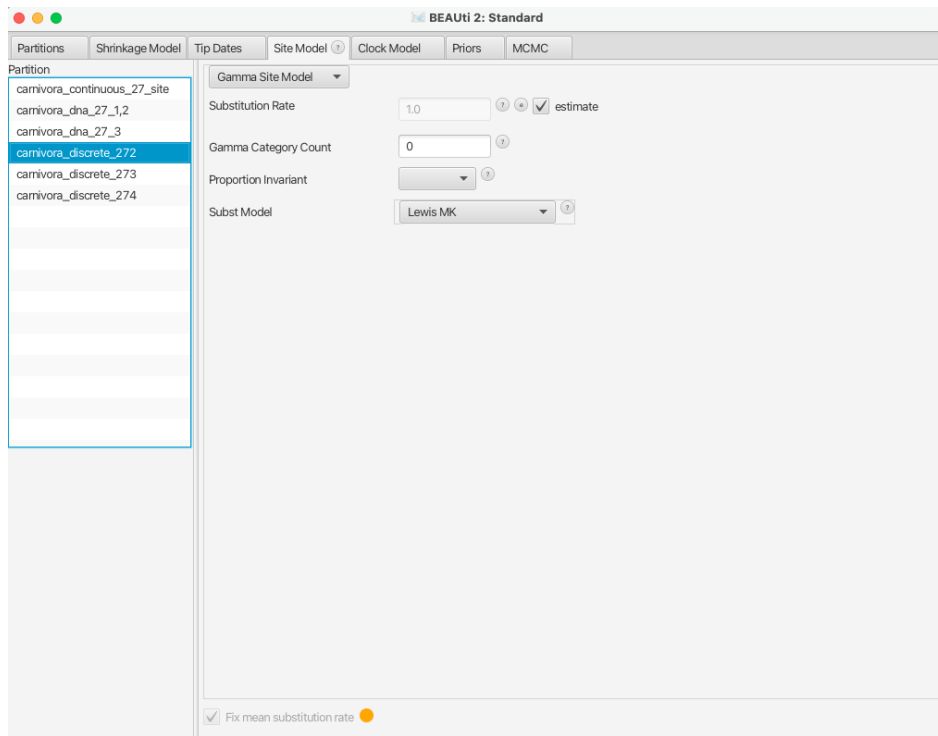 BEAUti 2: Standard
Partitions Shrinkage Model Tip Dates Site Model ? Clock Model Priors MCMC
Partition
carnivora_continuous_27_site
carnivora_dna_27_1,2
carnivora_dna_27_3
carnivora_discrete_272
carnivora_discrete_273
carnivora_discrete_274
Gamma Site Model
Substitution Rate 1.0 ? estimate
Gamma Category Count 0 ?
Proportion Invariant ?
Subst Model Lewis MK ?
Fix mean substitution rate